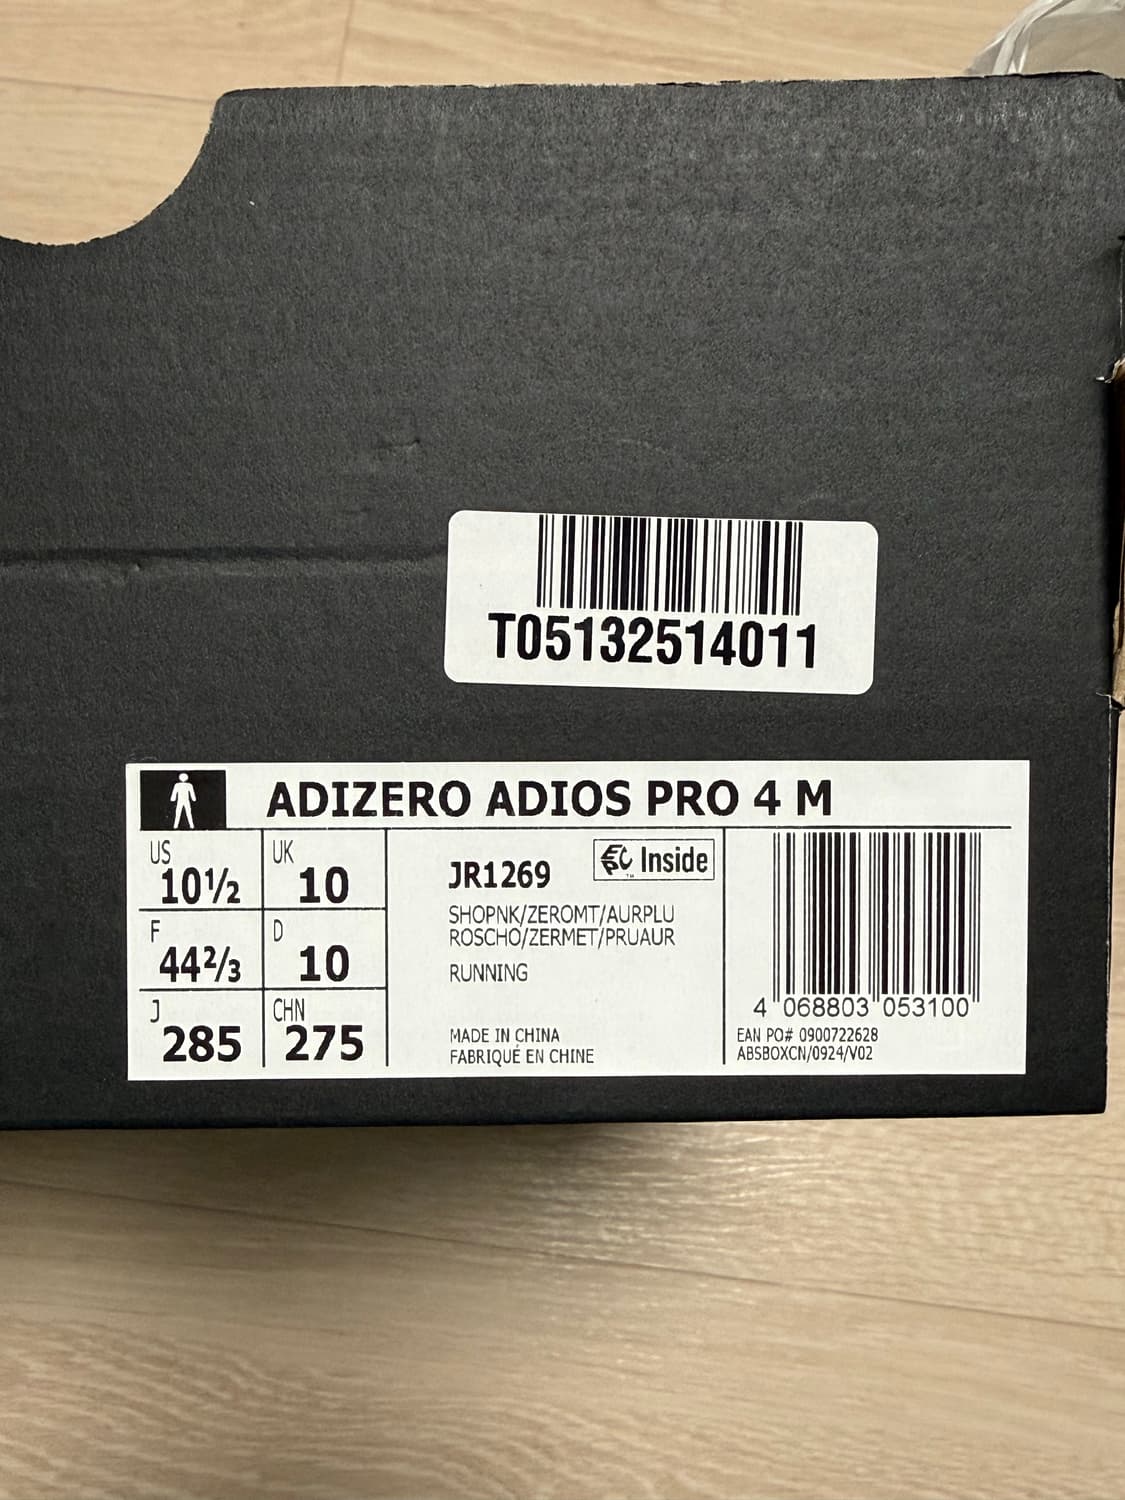 T05132514011
ADIZERO ADIOS PRO 4 M
US 10½
UK 10
F 44⅔
D 10
J 285
CHN 275
JR1269
EPC Inside
™
SHOPNK/ZEROMT/AURPLU
ROSCHO/ZERMET/PRUAUR
RUNNING
MADE IN CHINA
FABRIQUÉ EN CHINE
4 068803 053100
EAN PO# 0900722628
ABSBOXCN/0924/V02